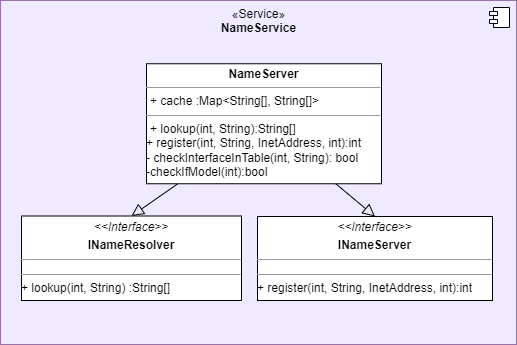 «Service»
NameService
NameServer
+ cache :Map<String[], String[]>
+ lookup(int, String):String[]
+ register(int, String, InetAddress, int):int
- checkInterfaceInTable(int, String): bool
-checkIfModel(int):bool
<<Interface>>
INameResolver
+ lookup(int, String) :String[]
<<Interface>>
INameServer
+ register(int, String, InetAddress, int):int